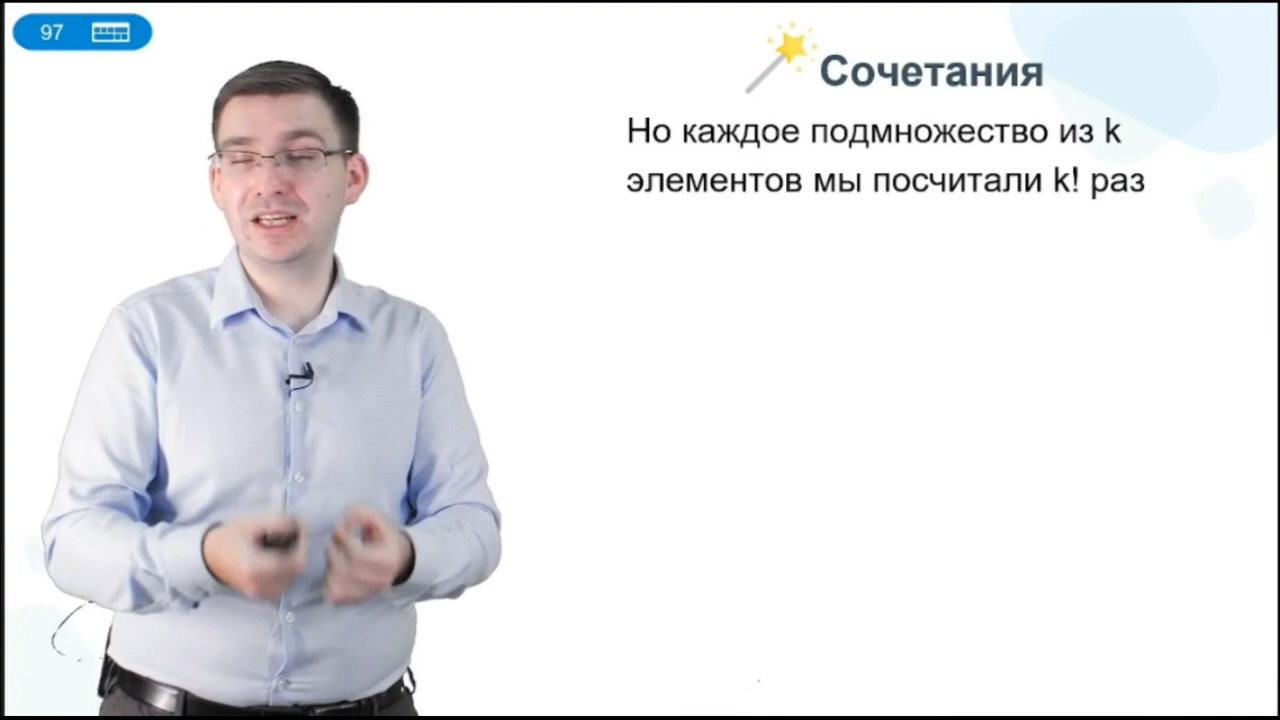 97
Сочетания
Но каждое подмножество из k
элементов мы посчитали k! раз